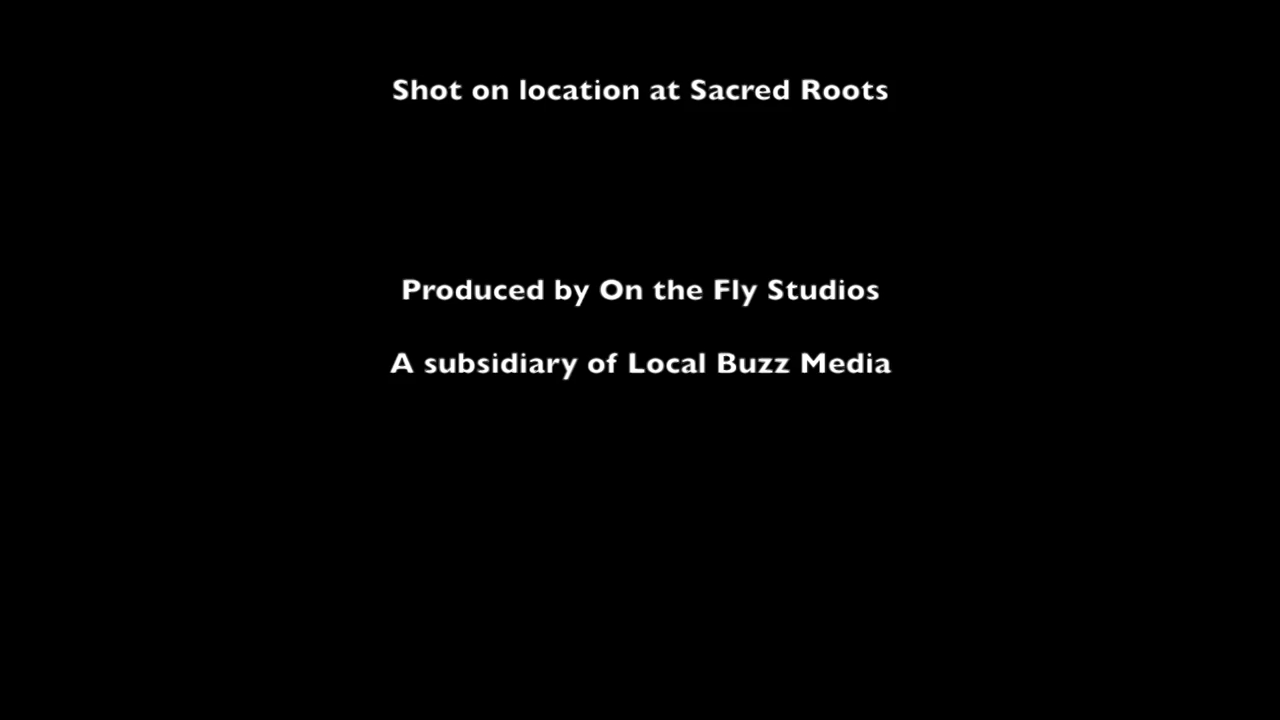 Shot on location at Sacred Roots
Produced by On the Fly Studios
A subsidiary of Local Buzz Media